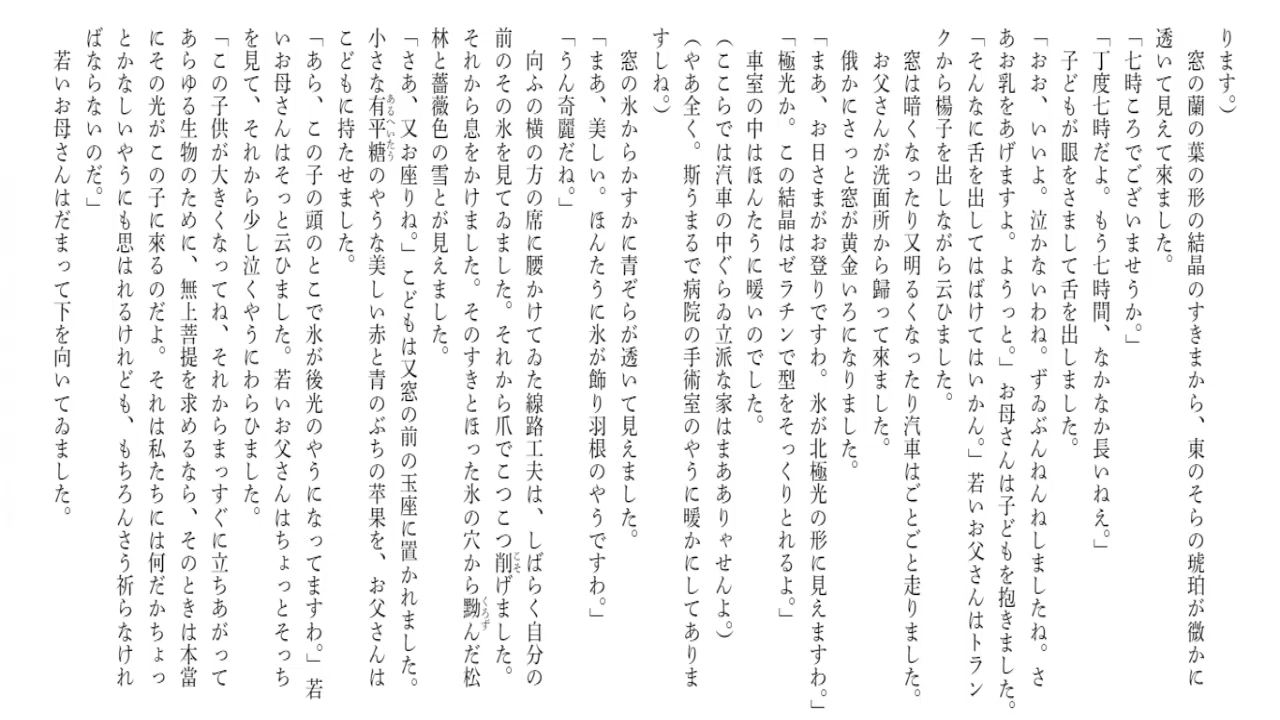 ります。）
窓の蘭の葉の形の結晶のすきまから、東のそらの琥珀が微かに
透いて見えて來ました。
「七時ころでございませうか。」
「丁度七時だよ。もう七時間、なかなか長いねえ。」
子どもが眼をさまして舌を出しました。
「おお、いいよ。泣かないわね。ずゐぶんねんねしましたね。さ
あお乳をあげますよ。ようっと。」お母さんは子どもを抱きました。
「そんなに舌を出してはばけてはいかん。」若いお父さんはトラン
クから楊子を出しながら云ひました。
窓は暗くなったり又明るくなったり汽車はごとごと走りました。
お父さんが洗面所から歸って來ました。
俄かにさっと窓が黄金いろになりました。
「まあ、お日さまがお登りですわ。氷が北極光の形に見えますわ。」
「極光か。この結晶はゼラチンで型をそっくりとれるよ。」
車室の中はほんたうに暖いのでした。
（ここらでは汽車の中ぐらゐ立派な家はまあありゃせんよ。）
（やあ全く。斯うまるで病院の手術室のやうに暖かにしてありま
すしね。）
窓の氷からかすかに青ぞらが透いて見えました。
「まあ、美しい。ほんたうに氷が飾り羽根のやうですわ。」
「うん奇麗だね。」
向ふの横の方の席に腰かけてゐた線路工夫は、しばらく自分の
前のその氷を見てゐました。それから爪でこつこつ削げました。
それから息をかけました。そのすきとほった氷の穴から黝んだ松
林と薔薇色の雪とが見えました。
「さあ、又お座りね。」こどもは又窓の前の玉座に置かれました。
小さな有平糖のやうな美しい赤と青のぶちの苹果を、お父さんは
こどもに持たせました。
「あら、この子の頭のとこで氷が後光のやうになってますわ。」若
いお母さんはそっと云ひました。若いお父さんはちょっとそっち
を見て、それから少し泣くやうにわらひました。
「この子供が大きくなってね、それからまっすぐに立ちあがって
あらゆる生物のために、無上菩提を求めるなら、そのときは本當
にその光がこの子に來るのだよ。それは私たちには何だかちょっ
とかなしいやうにも思はれるけれども、もちろんさう祈らなけれ
ばならないのだ。」
若いお母さんはだまって下を向いてゐました。